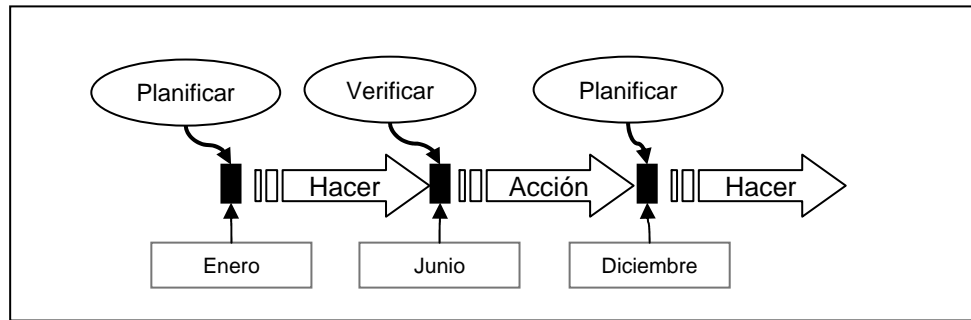 Planificar
Verificar
Planificar
Hacer
Acción
Hacer
Enero
Junio
Diciembre